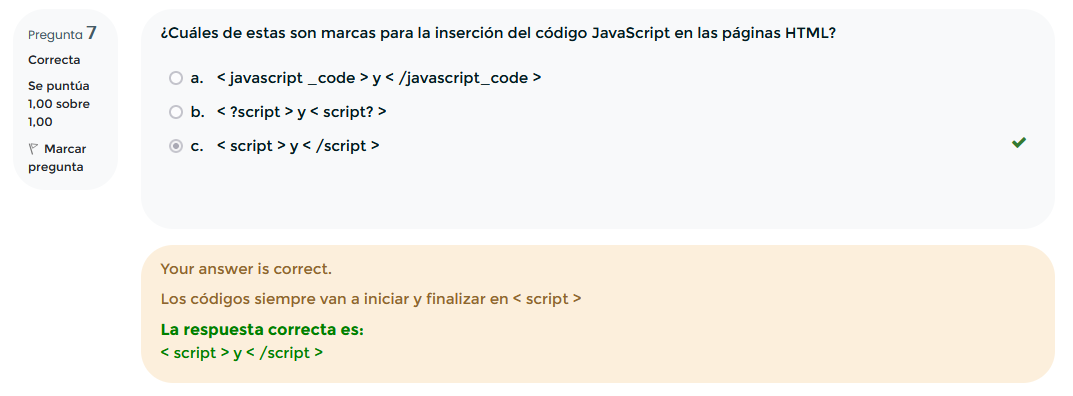 Pregunta 7
Correcta
Se puntúa
1,00 sobre
1,00
Marcar
pregunta
¿Cuáles de estas son marcas para la inserción del código JavaScript en las páginas HTML?
a. < javascript _code > y < /javascript_code >
b. < ?script > y < script? >
c. < script > y < /script >
Your answer is correct.
Los códigos siempre van a iniciar y finalizar en < script >
La respuesta correcta es:
< script > y < /script >